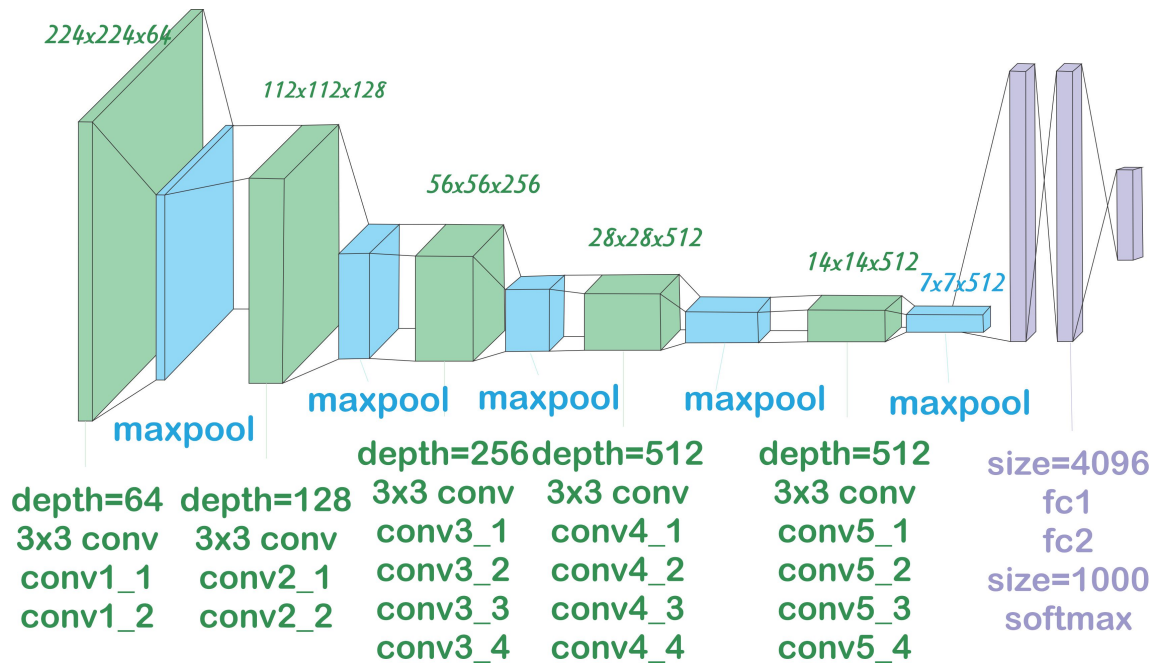 224x224x64
112x112x128
56x56x256
28x28x512
14x14x512
7x7x512
maxpool
maxpool
maxpool
maxpool
maxpool
depth=64
3x3 conv
conv1_1
conv1_2
depth=128
3x3 conv
conv2_1
conv2_2
depth=256
3x3 conv
conv3_1
conv3_2
conv3_3
conv3_4
depth=512
3x3 conv
conv4_1
conv4_2
conv4_3
conv4_4
depth=512
3x3 conv
conv5_1
conv5_2
conv5_3
conv5_4
size=4096
fc1
fc2
size=1000
softmax